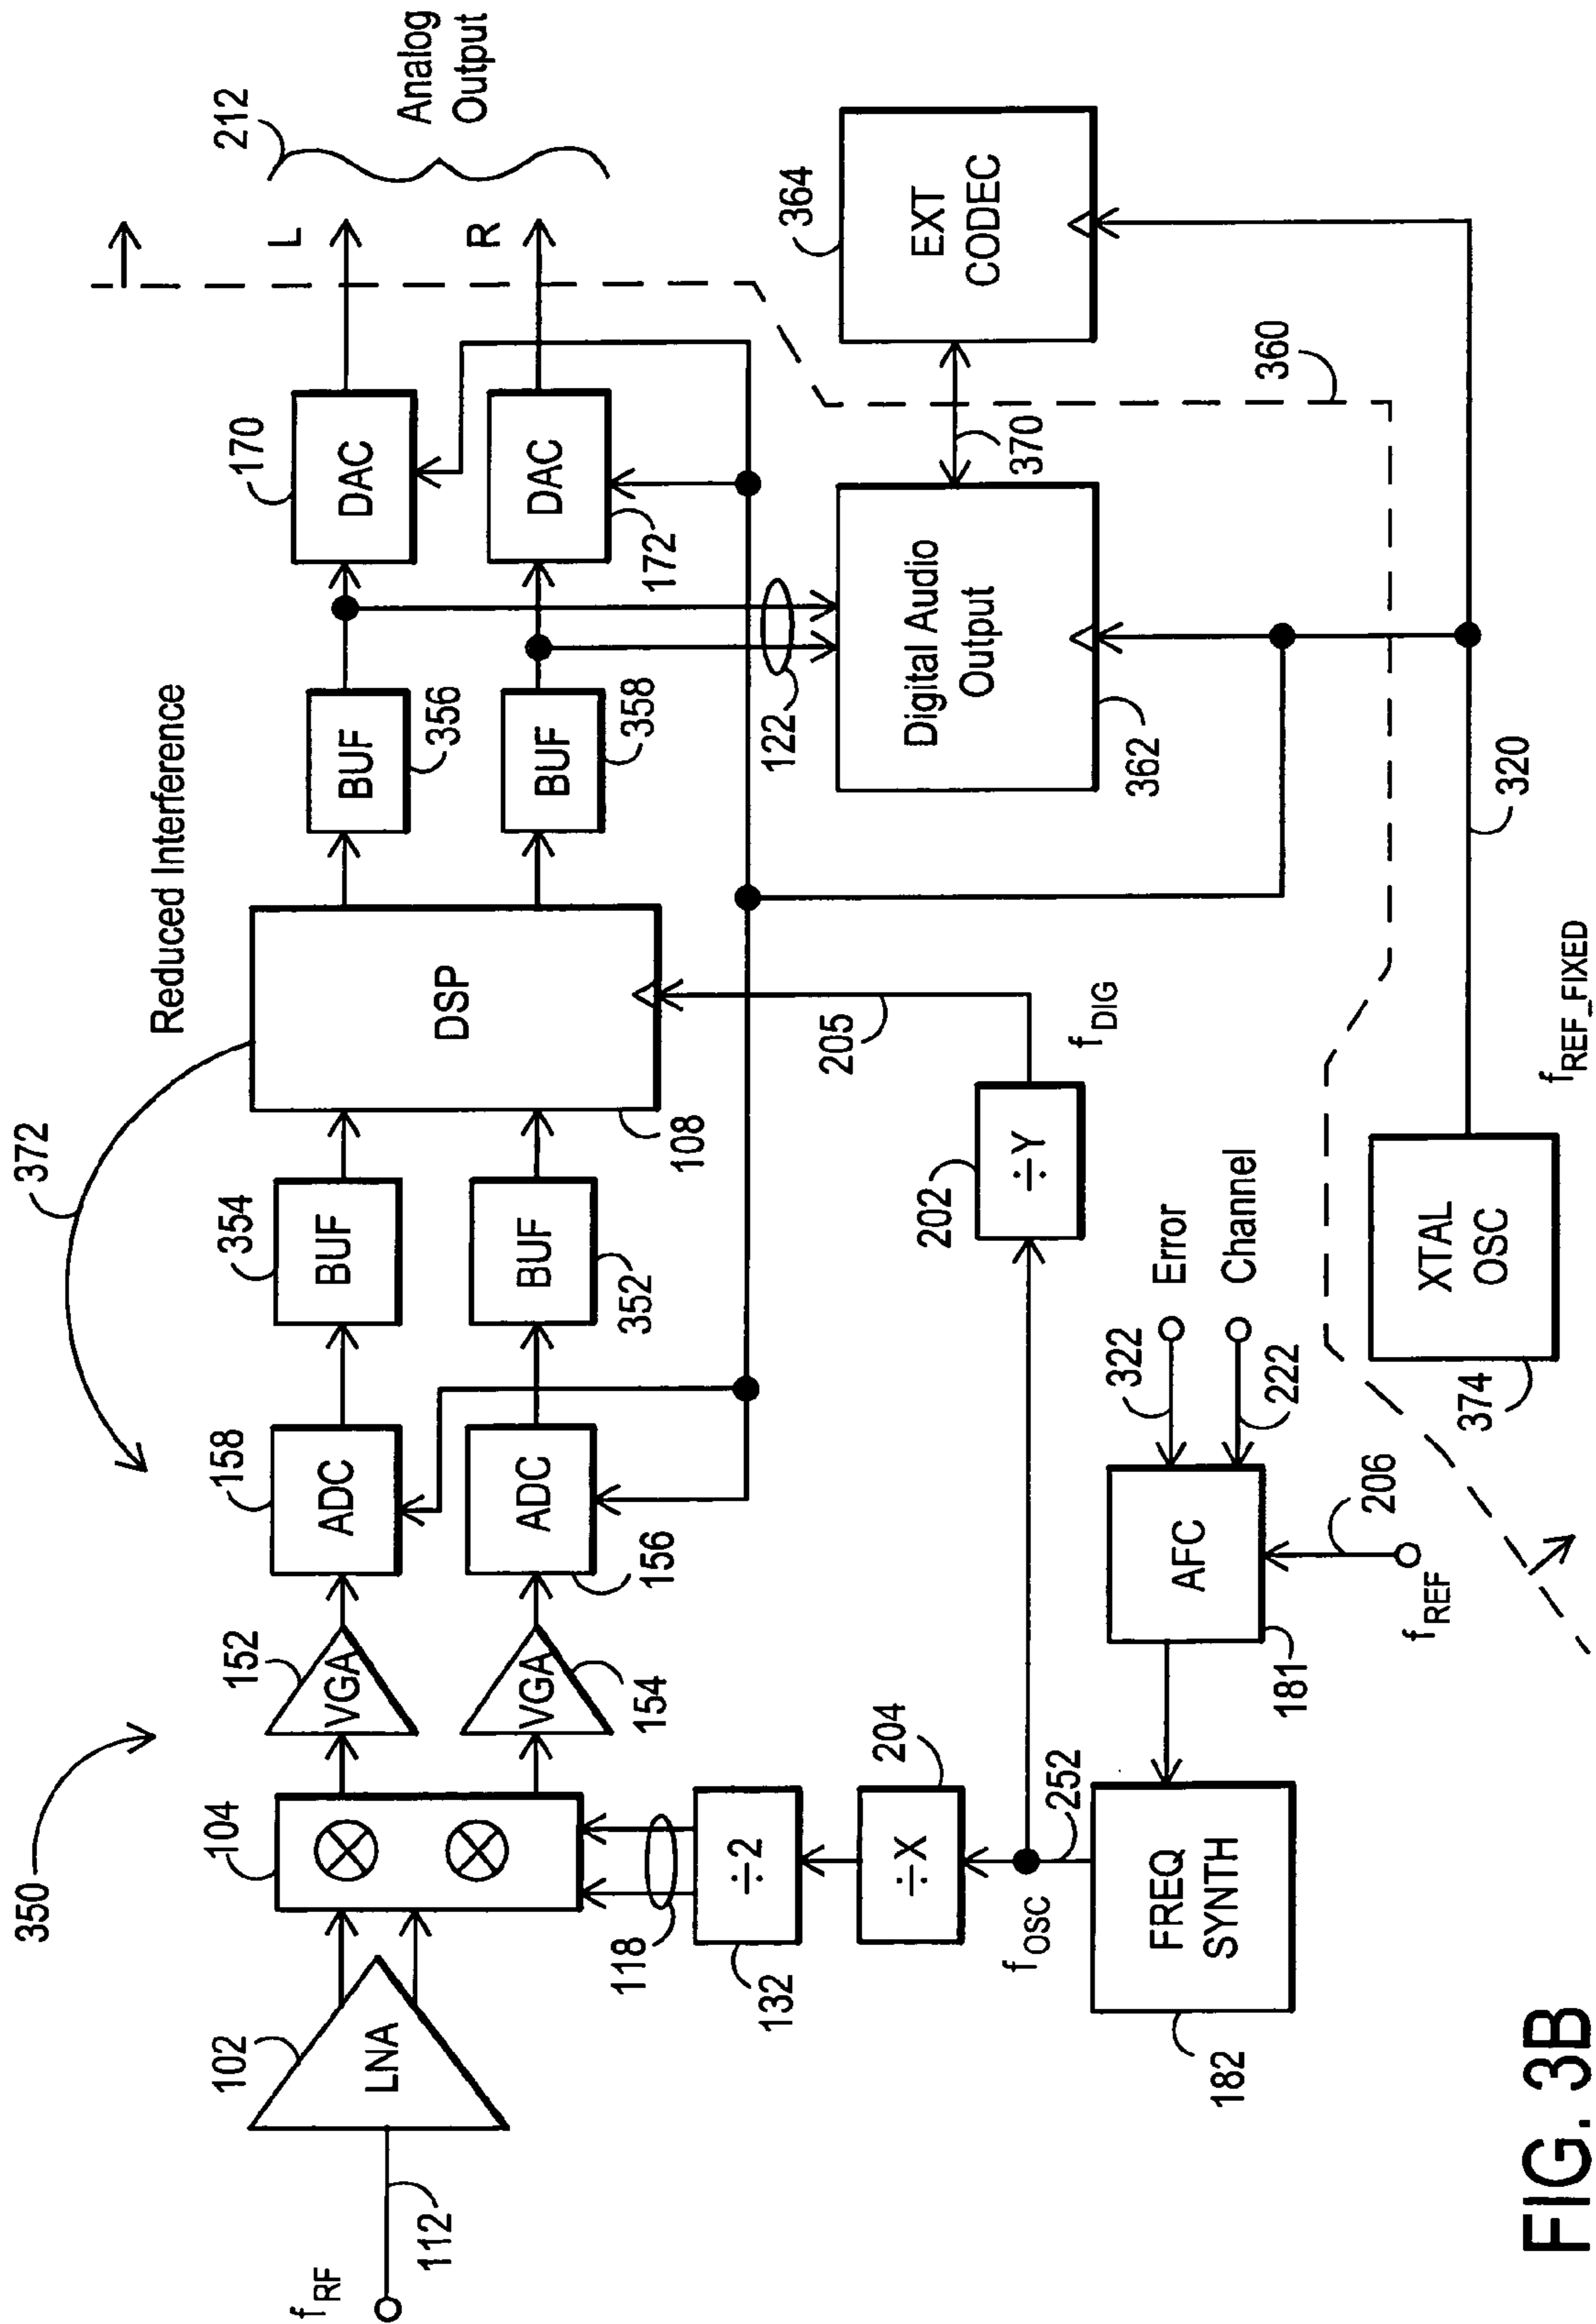 350
372
Reduced Interference
212
Analog
Output
f_RF
112
102
LNA
104
152
VGA
158
ADC
354
BUF
108
DSP
BUF
356
170
DAC
L
154
VGA
156
ADC
BUF
352
BUF
358
DAC
172
R
118
÷2
132
204
÷X
f_OSC
252
FREQ
SYNTH
182
202
÷Y
205
f_DIG
122
Digital Audio
Output
362
370
364
EXT
CODEC
360
322
Error
Channel
222
AFC
181
206
f_REF
XTAL
OSC
374
320
f_REF_FIXED
FIG. 3B